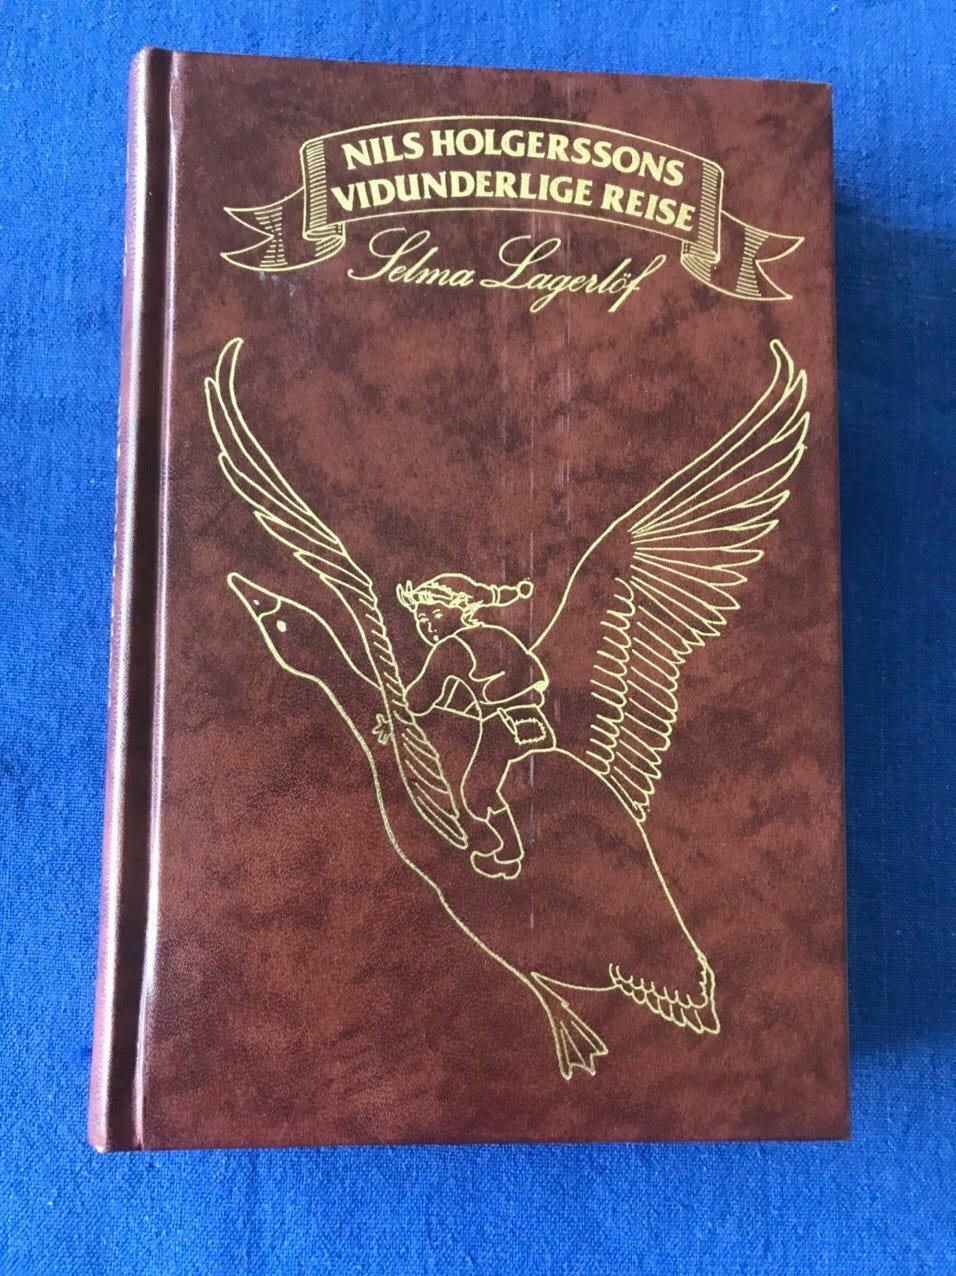 NILS HOLGERSSONS
VIDUNDERLIGE REISE
Selma Lagerlöf